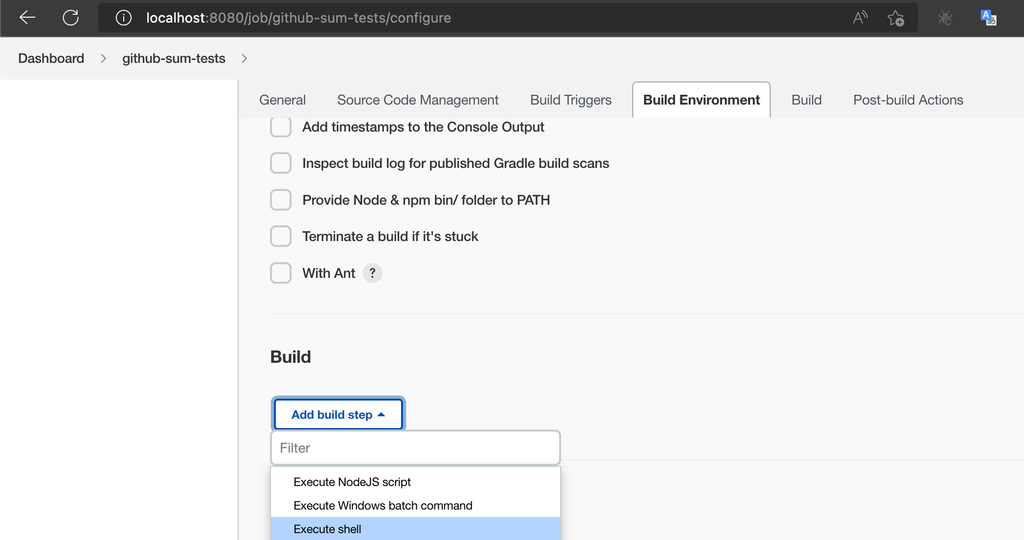 localhost:8080/job/github-sum-tests/configure
Dashboard > github-sum-tests >
General Source Code Management Build Triggers Build Environment Build Post-build Actions
Add timestamps to the Console Output
Inspect build log for published Gradle build scans
Provide Node & npm bin/ folder to PATH
Terminate a build if it's stuck
With Ant ?
Build
Add build step
Filter
Execute NodeJS script
Execute Windows batch command
Execute shell